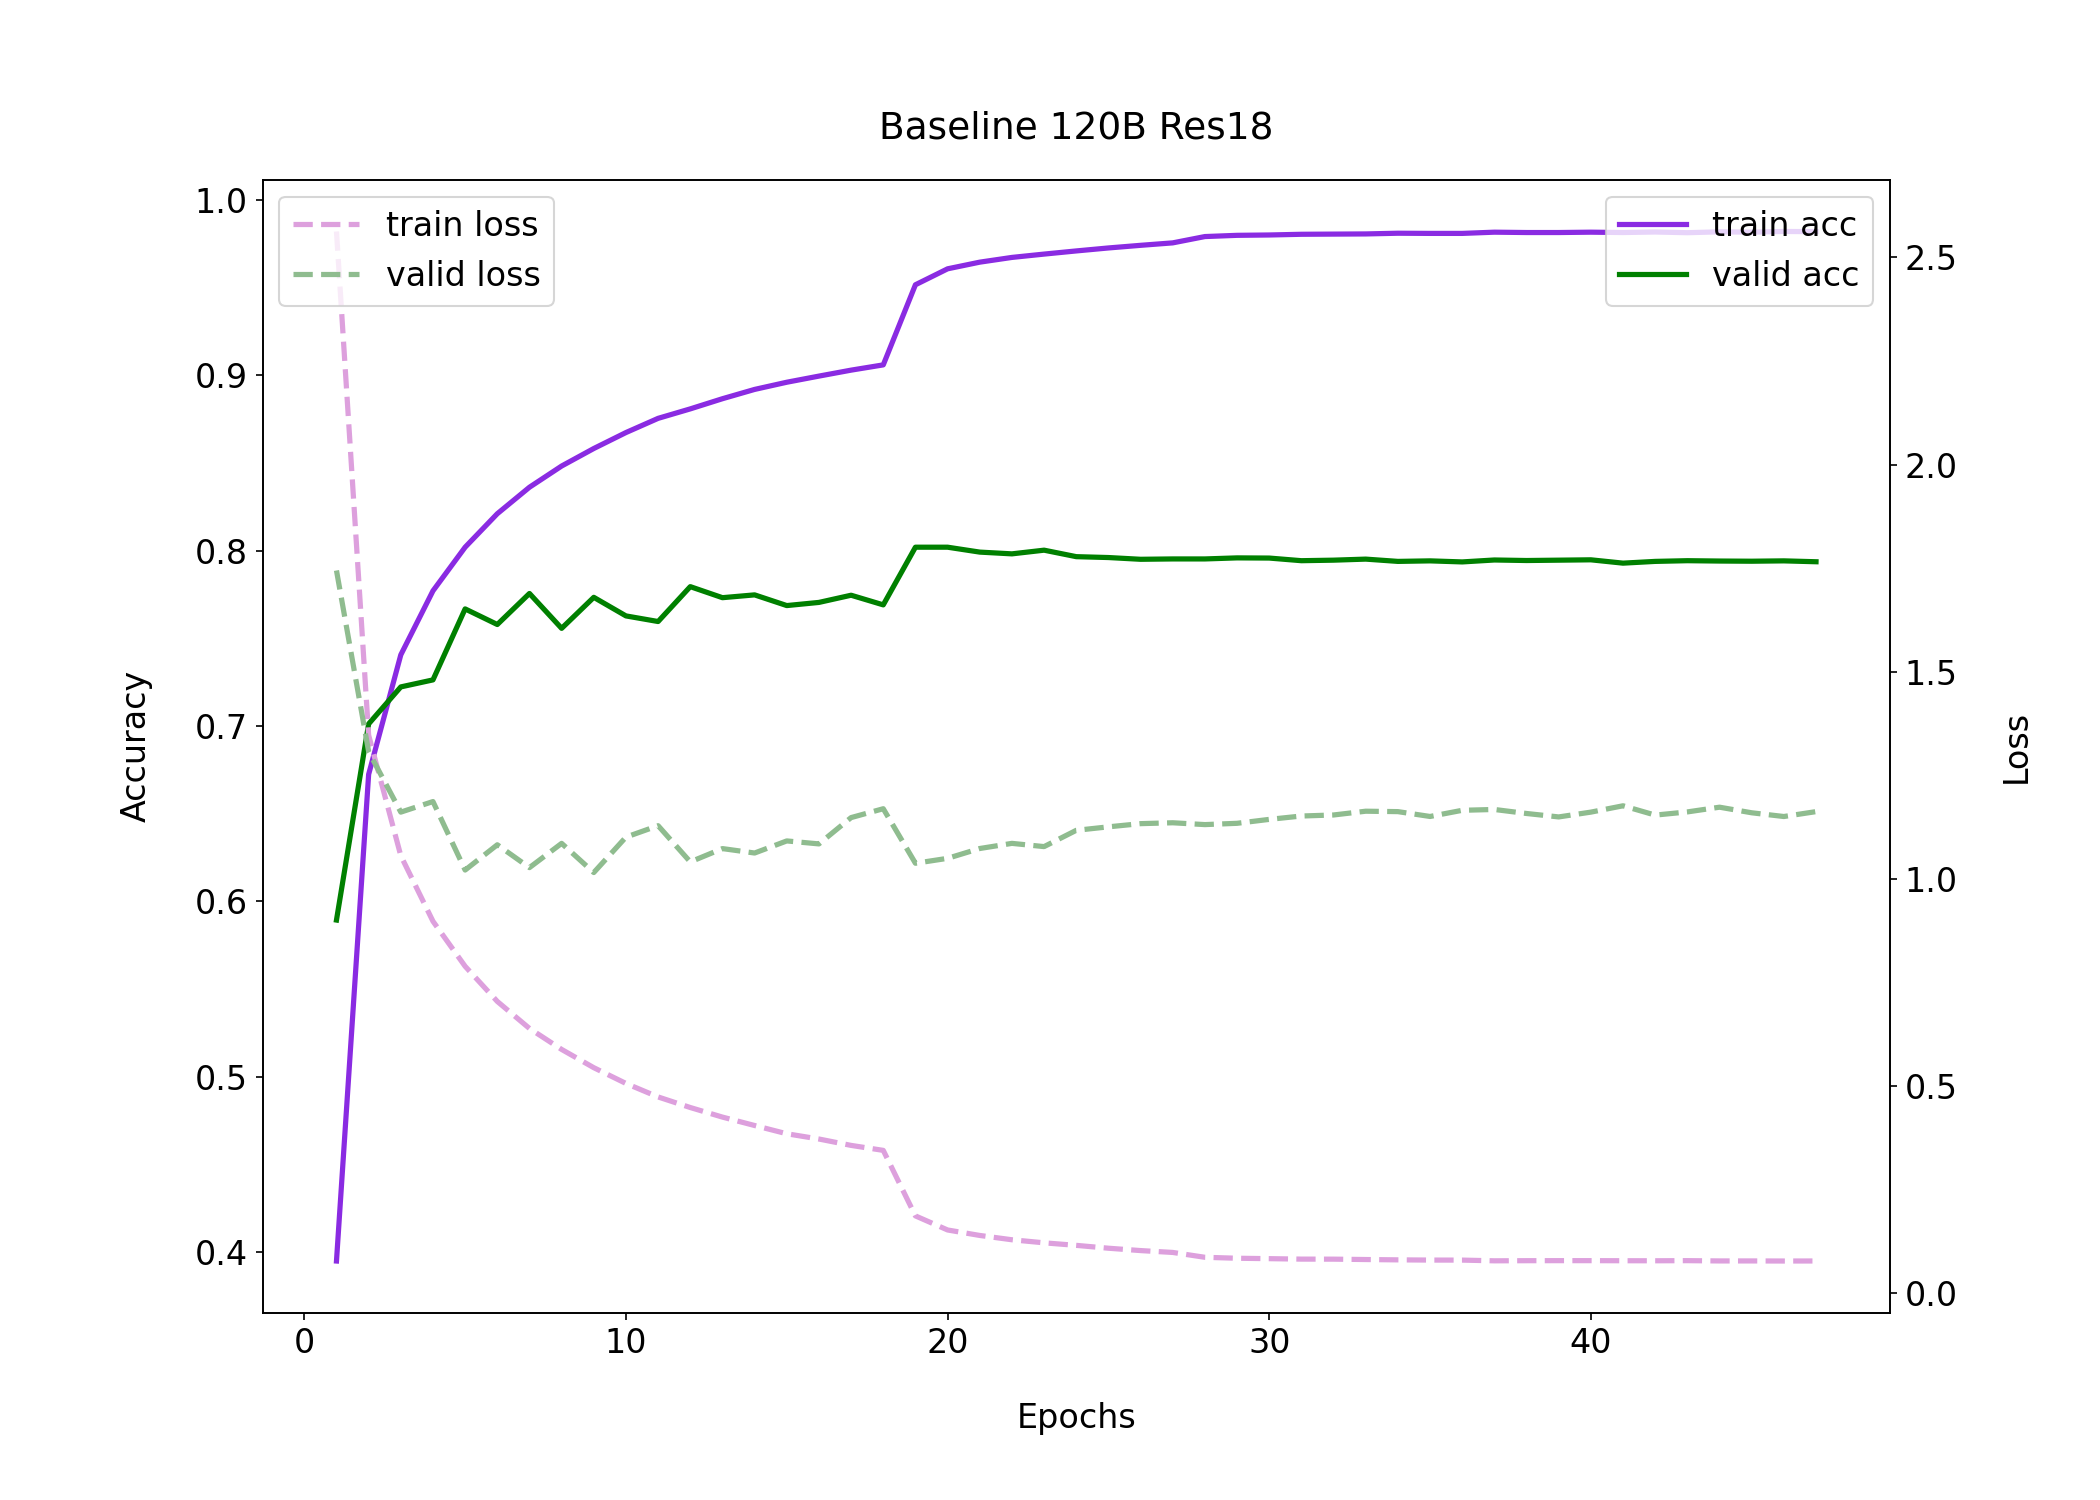 Baseline 120B Res18
train loss
valid loss
train acc
valid acc
1.0
0.9
0.8
0.7
0.6
0.5
0.4
Accuracy
2.5
2.0
1.5
1.0
0.5
0.0
Loss
0 10 20 30 40
Epochs